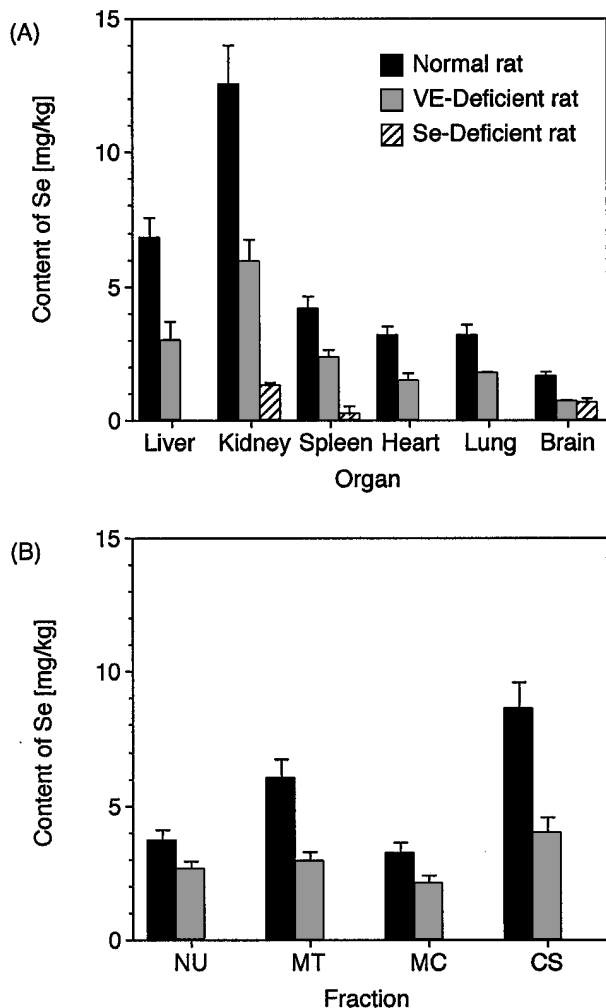 (A)
15
10
5
0
Content of Se [mg/kg]
Normal rat
VE-Deficient rat
Se-Deficient rat
Liver Kidney Spleen Heart Lung Brain
Organ
(B)
15
10
5
0
Content of Se [mg/kg]
NU MT MC CS
Fraction